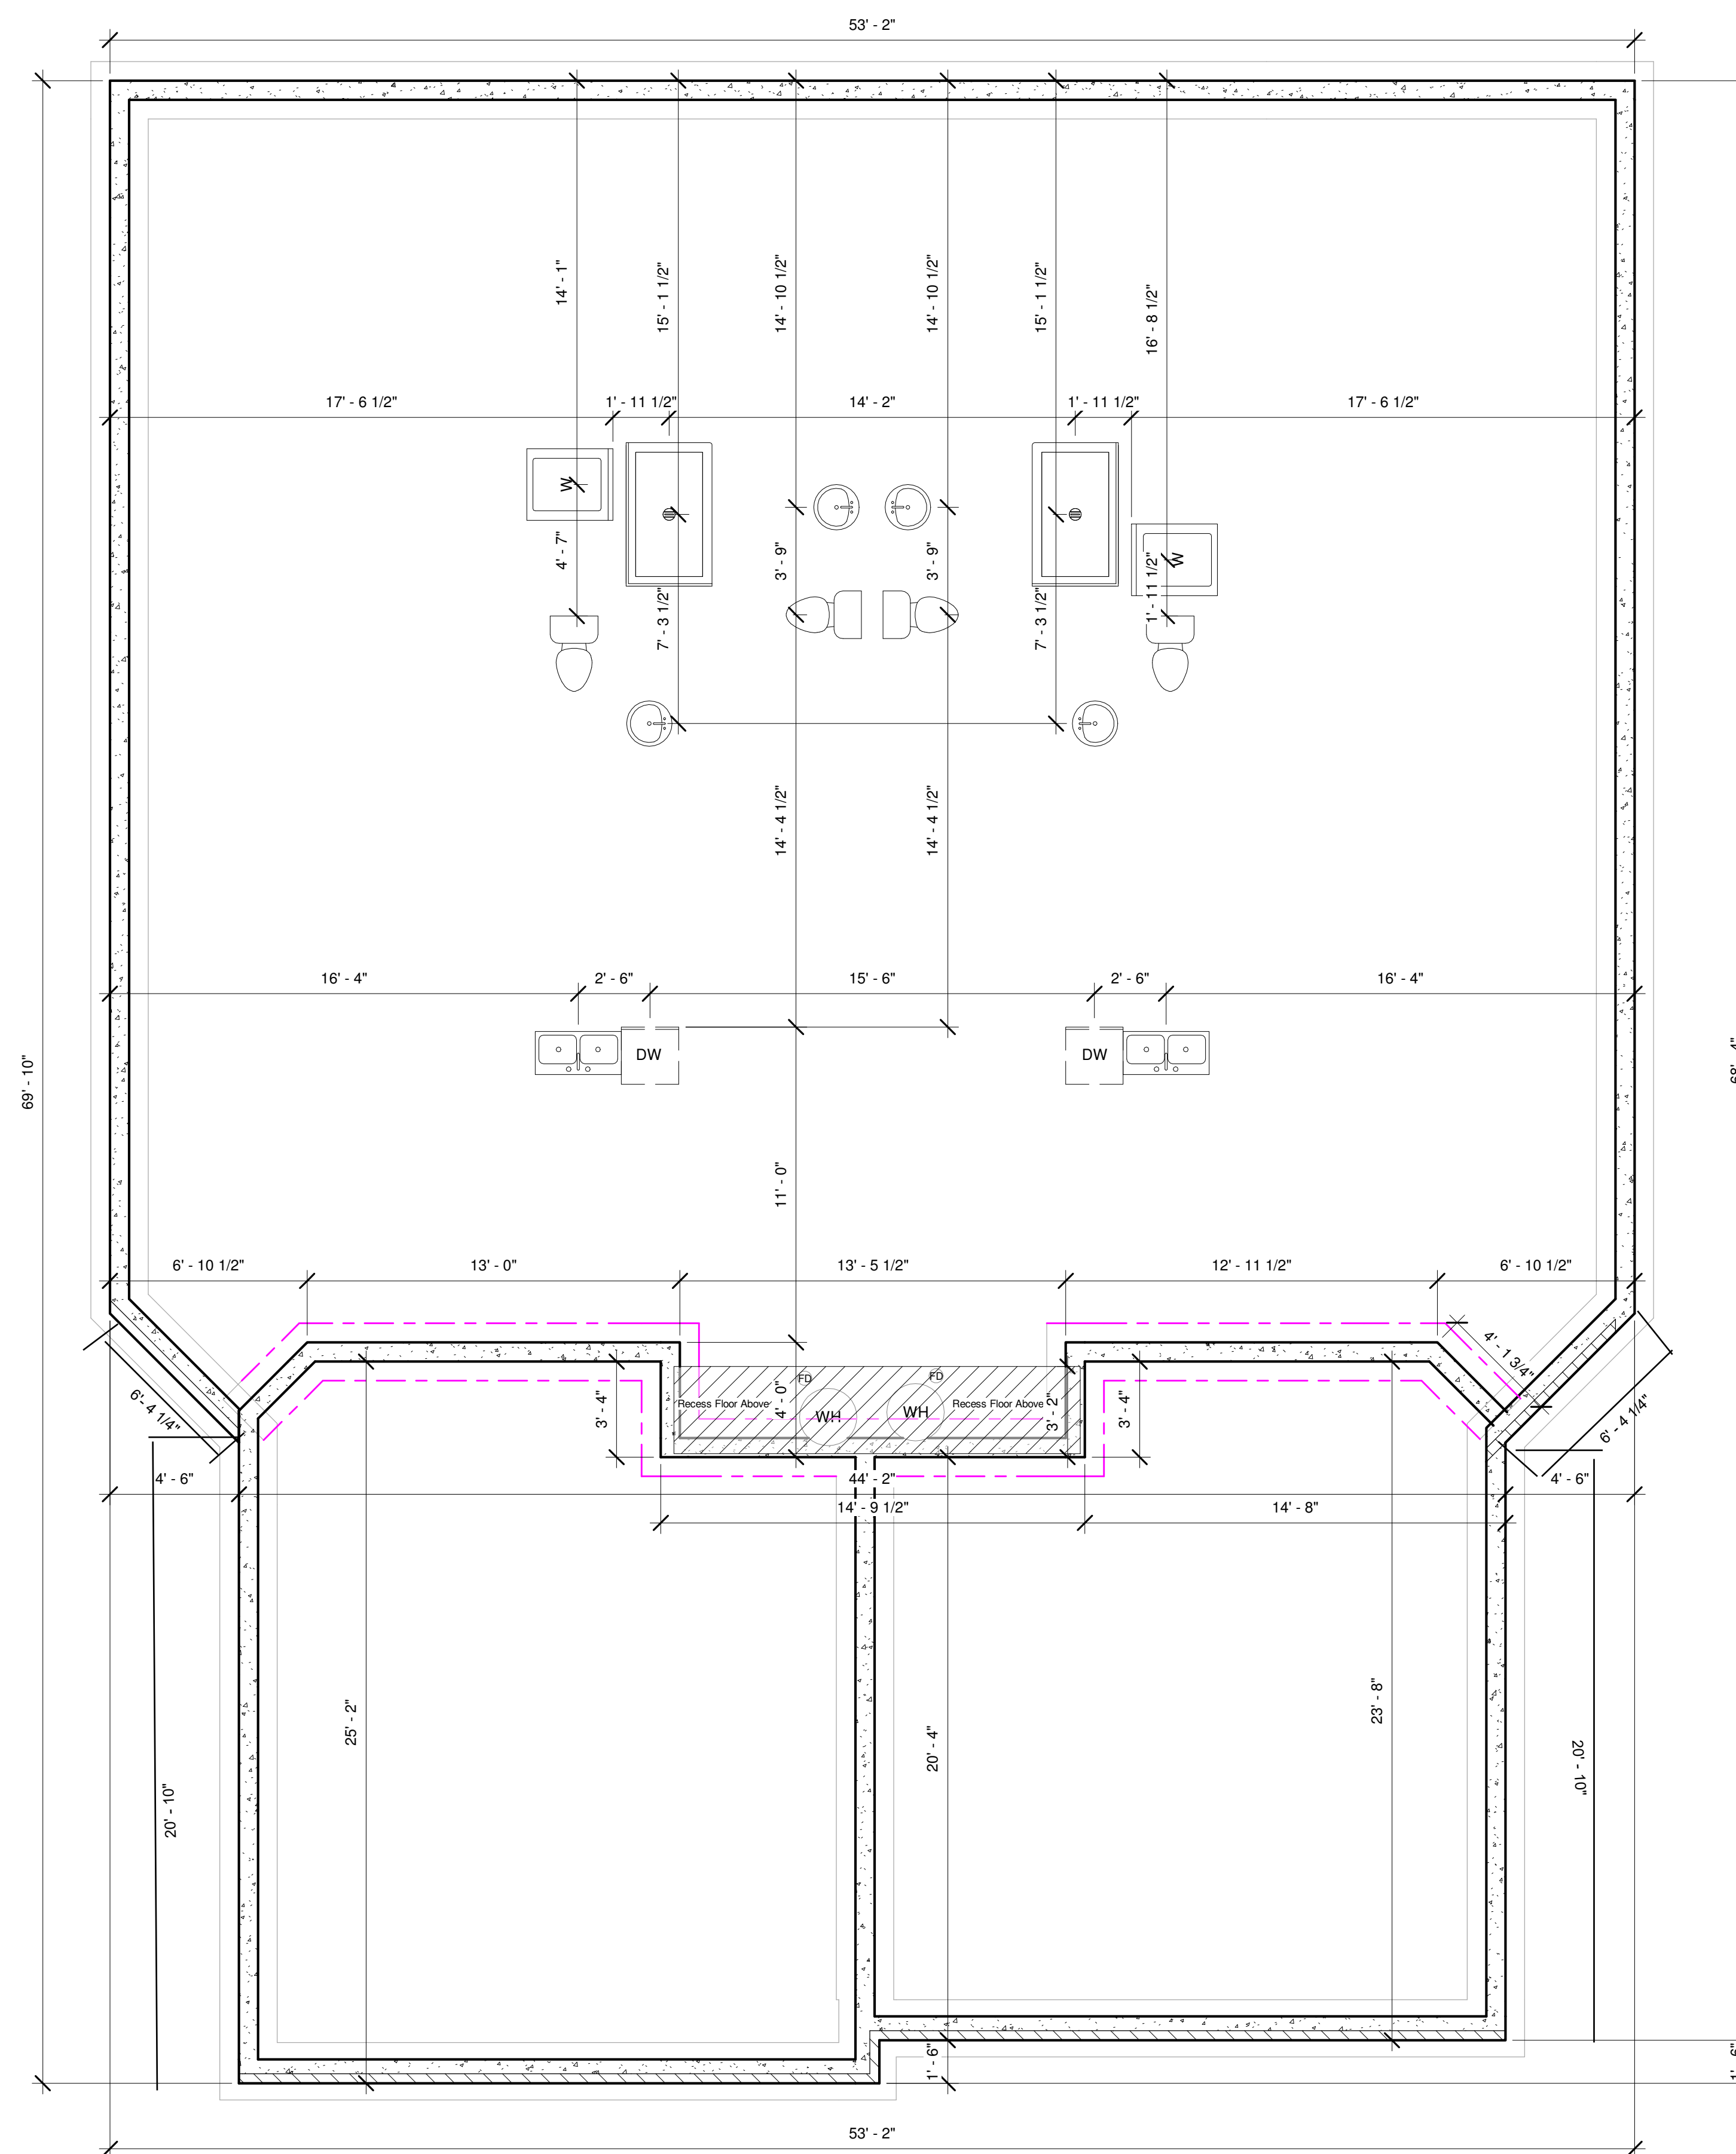 53' - 2"
14' - 1"
15' - 1 1/2"
14' - 10 1/2"
14' - 10 1/2"
15' - 1 1/2"
16' - 8 1/2"
17' - 6 1/2"
1' - 11 1/2"
14' - 2"
1' - 11 1/2"
17' - 6 1/2"
W
W
4' - 7"
3' - 9"
3' - 9"
1' - 11 1/2"
7' - 3 1/2"
7' - 3 1/2"
14' - 4 1/2"
14' - 4 1/2"
16' - 4"
2' - 6"
15' - 6"
2' - 6"
16' - 4"
DW
DW
69' - 10"
68' - 4"
11' - 0"
6' - 10 1/2"
13' - 0"
13' - 5 1/2"
12' - 11 1/2"
6' - 10 1/2"
4' - 1 3/4"
6' - 4 1/4"
6' - 4 1/4"
FD
FD
Recess Floor Above
Recess Floor Above
WH
WH
3' - 4"
4' - 0"
3' - 2"
3' - 4"
4' - 6"
44' - 2"
4' - 6"
14' - 9 1/2"
14' - 8"
25' - 2"
20' - 4"
23' - 8"
20' - 10"
20' - 10"
1' - 6"
1' - 6"
53' - 2"